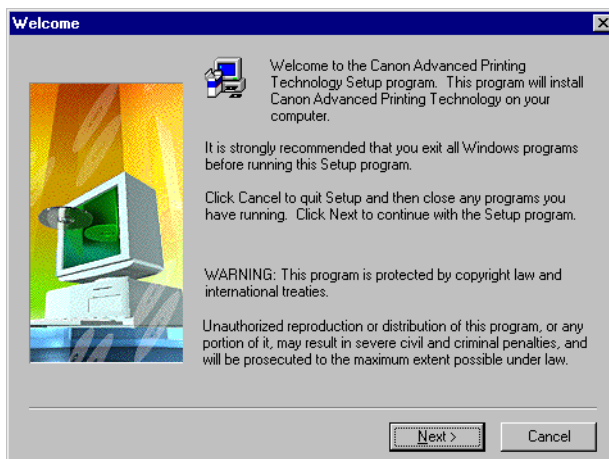 Welcome
Welcome to the Canon Advanced Printing
Technology Setup program. This program will install
Canon Advanced Printing Technology on your
computer.
It is strongly recommended that you exit all Windows programs
before running this Setup program.
Click Cancel to quit Setup and then close any programs you
have running. Click Next to continue with the Setup program.
WARNING: This program is protected by copyright law and
international treaties.
Unauthorized reproduction or distribution of this program, or any
portion of it, may result in severe civil and criminal penalties, and
will be prosecuted to the maximum extent possible under law.
Next >
Cancel